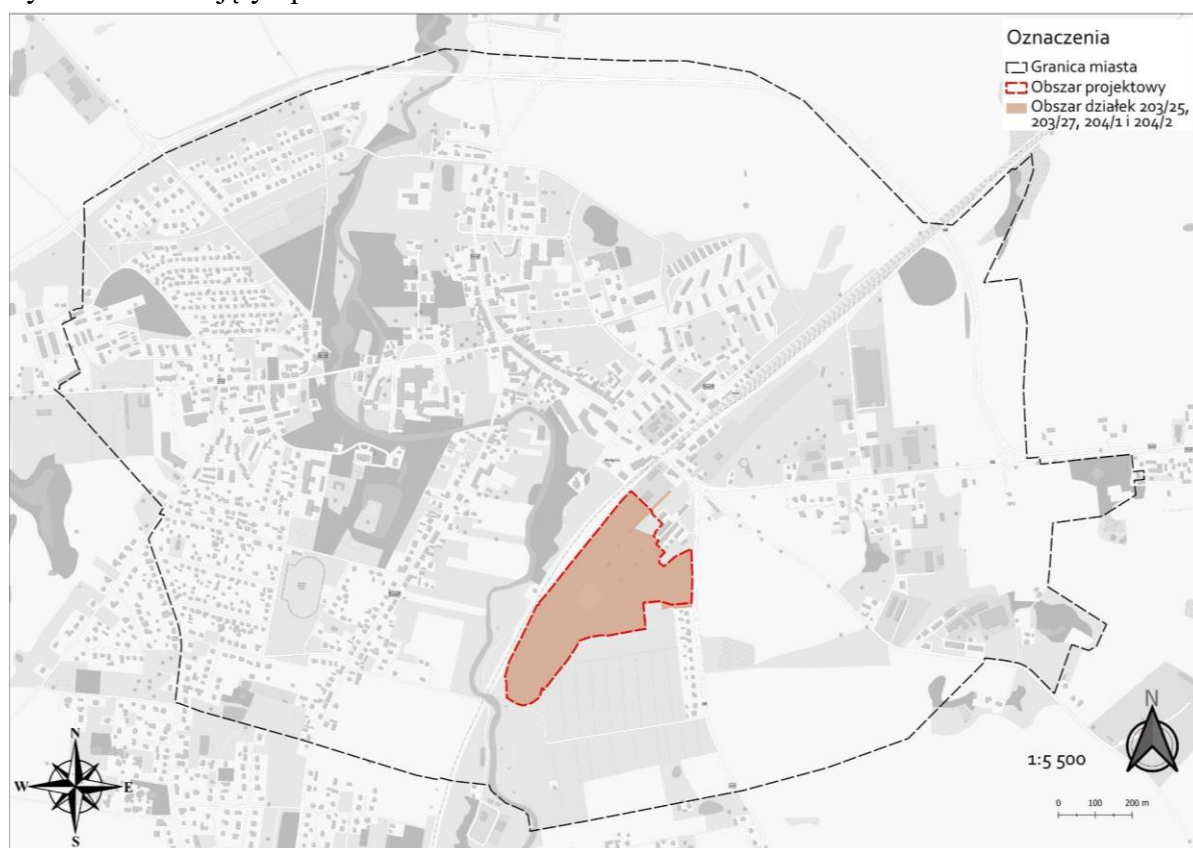 Oznaczenia
Granica miasta
Obszar projektowy
Obszar działek 203/25,
203/27, 204/1 i 204/2
N
W
E
S
N
1:5 500
0 100 200 m